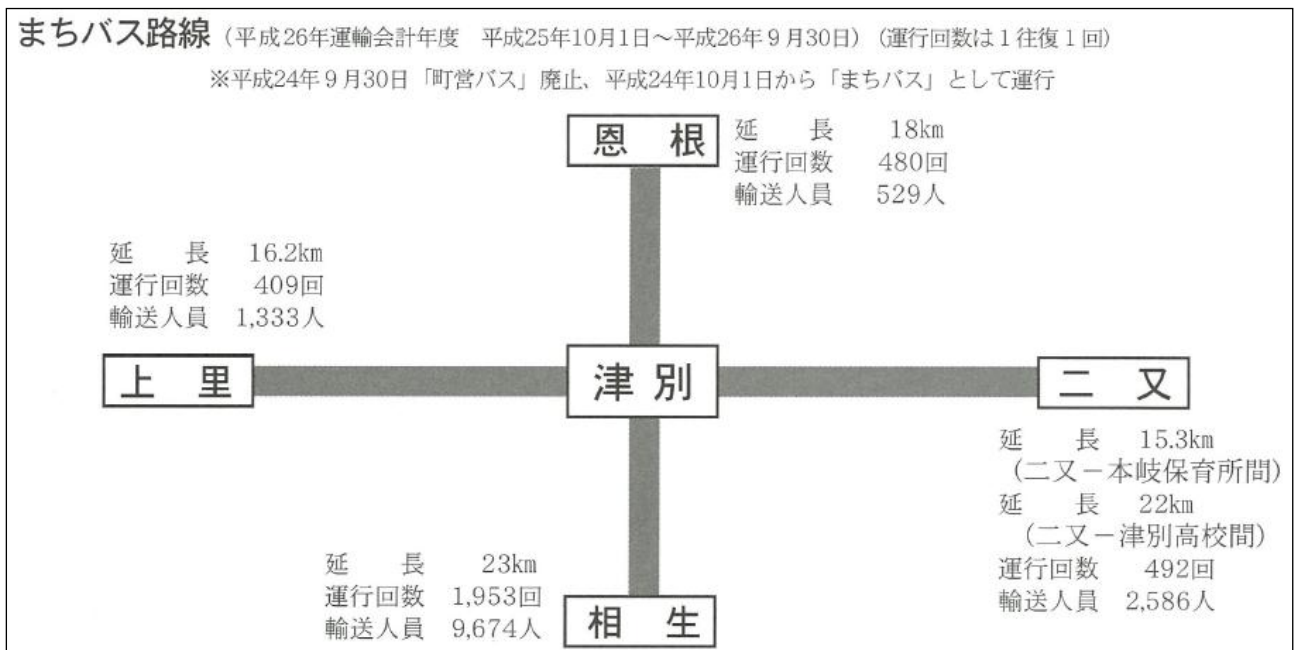 まちバス路線（平成26年運輸会計年度　平成25年10月1日～平成26年9月30日）（運行回数は1往復1回）
※平成24年9月30日「町営バス」廃止、平成24年10月1日から「まちバス」として運行
恩根
延長　18km
運行回数　480回
輸送人員　529人
延長　16.2km
運行回数　409回
輸送人員　1,333人
上里
津別
二又
延長　15.3km
（二又－本岐保育所間）
延長　22km
（二又－津別高校間）
運行回数　492回
輸送人員　2,586人
延長　23km
運行回数　1,953回
輸送人員　9,674人
相生